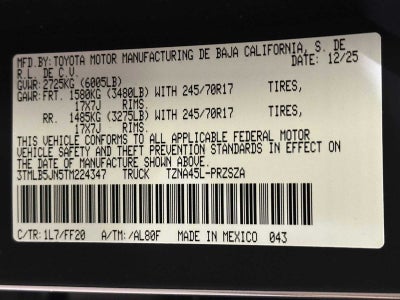 MFD.BY:TOYOTA MOTOR MANUFACTURING DE BAJA CALIFORNIA, S. DE
R.L. DE C.V. DATE: 12/25
GVWR:2725KG (6005LB)
GAWR:FRT. 1580KG (3480LB) WITH 245/70R17 TIRES,
17X7J RIMS.
RR. 1485KG (3275LB) WITH 245/70R17 TIRES,
17X7J RIMS.
THIS VEHICLE CONFORMS TO ALL APPLICABLE FEDERAL MOTOR
VEHICLE SAFETY AND THEFT PREVENTION STANDARDS IN EFFECT ON
THE DATE OF MANUFACTURE SHOWN ABOVE.
3TMLB5JN5TM224347 TRUCK TZNA45L-PRZSZA
C/TR: 1L7/FF20 A/TM: /AL80F MADE IN MEXICO 043